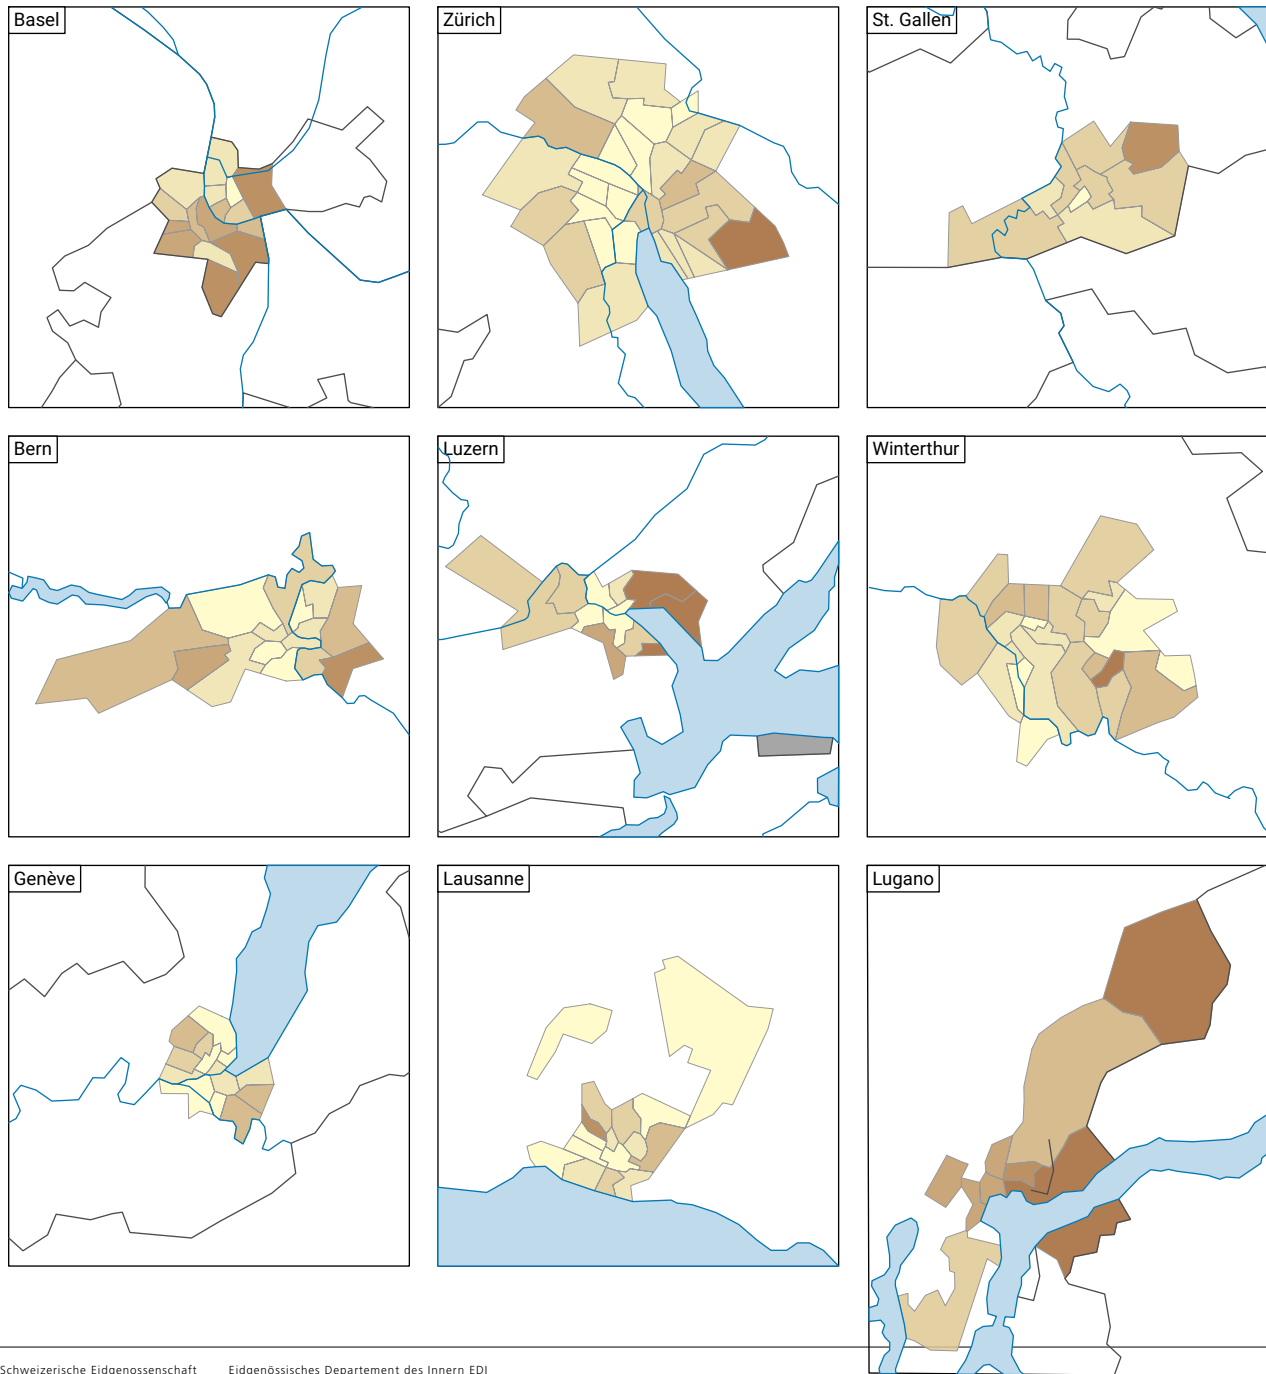 Basel
Zürich
St. Gallen
Bern
Luzern
Winterthur
Genève
Lausanne
Lugano
Schweizerische Eidgenossenschaft
Eidgenössisches Departement des Innern EDI